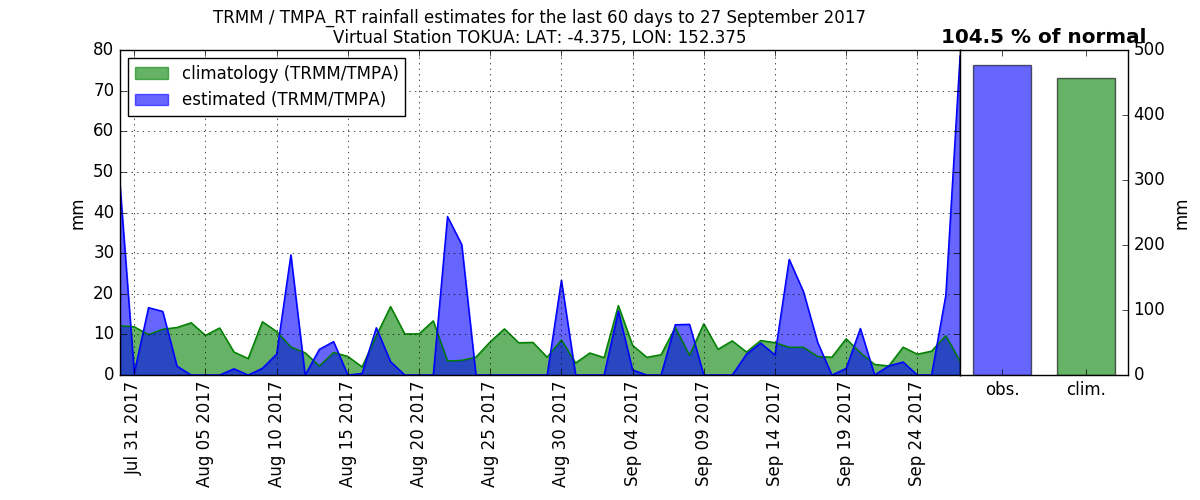 TRMM / TMPA_RT rainfall estimates for the last 60 days to 27 September 2017
Virtual Station TOKUA: LAT: -4.375, LON: 152.375
104.5 % of normal
climatology (TRMM/TMPA)
estimated (TRMM/TMPA)
80
70
60
50
40
30
20
10
0
mm
Jul 31 2017
Aug 05 2017
Aug 10 2017
Aug 15 2017
Aug 20 2017
Aug 25 2017
Aug 30 2017
Sep 04 2017
Sep 09 2017
Sep 14 2017
Sep 19 2017
Sep 24 2017
obs.
clim.
500
400
300
200
100
0
mm